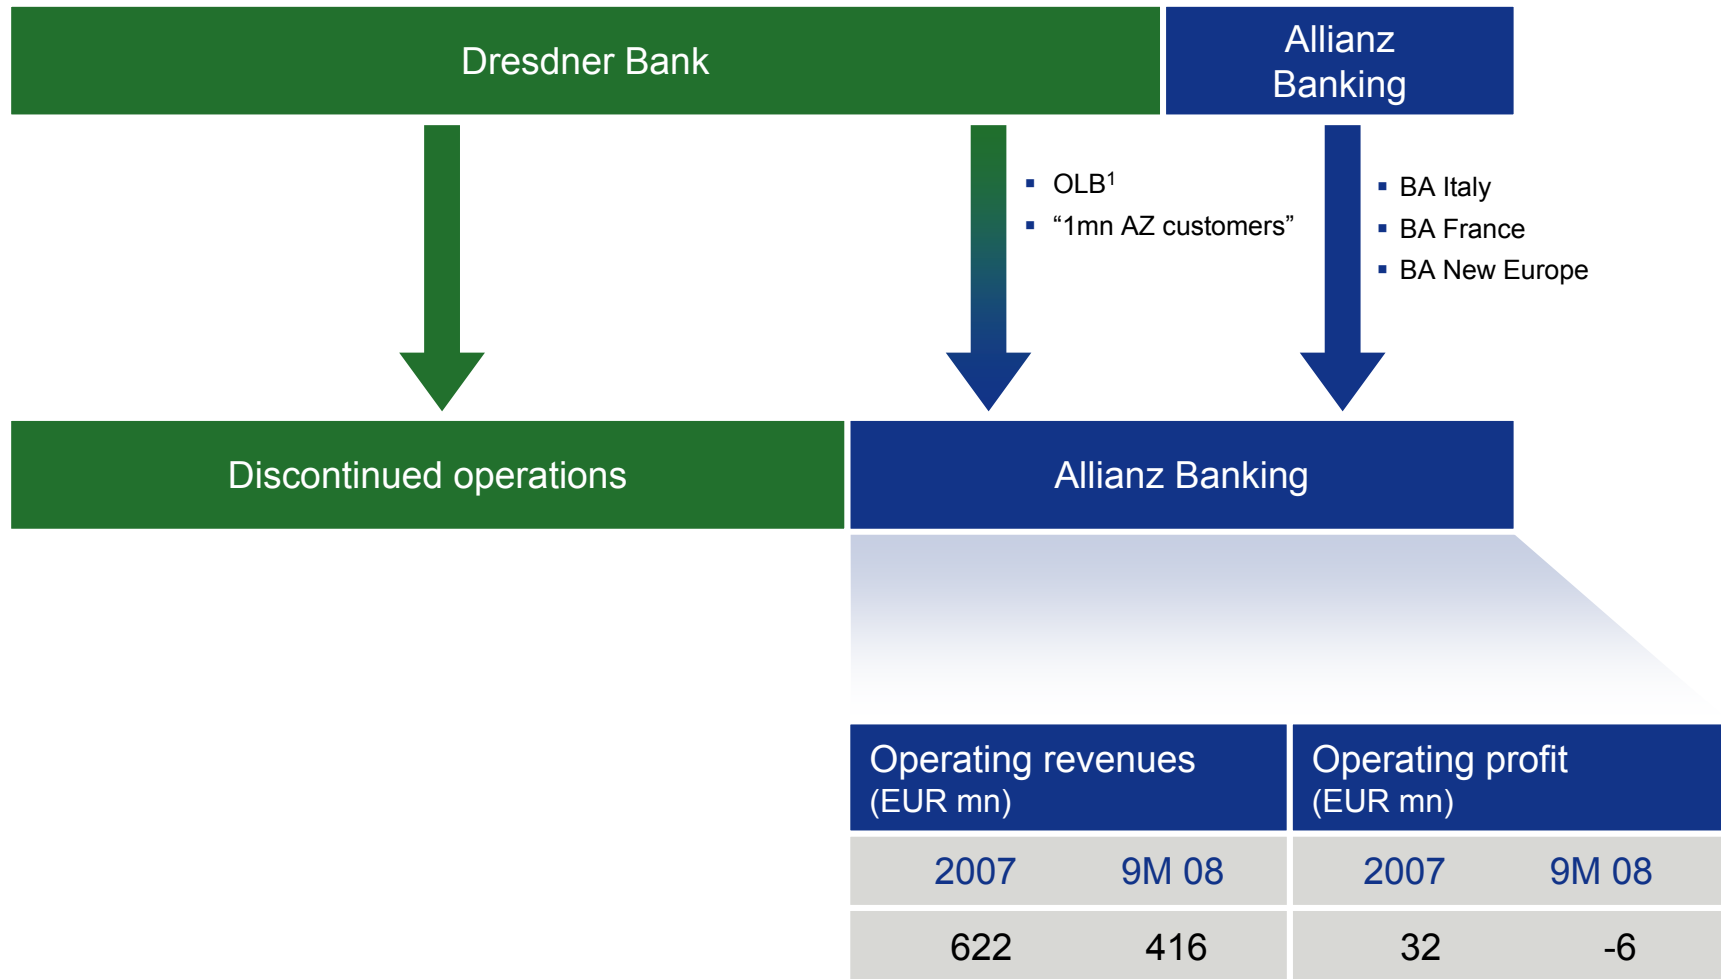 Dresdner Bank
Allianz
Banking
▪ OLB¹
▪ “1mn AZ customers”
▪ BA Italy
▪ BA France
▪ BA New Europe
Discontinued operations
Allianz Banking
Operating revenues
(EUR mn)
Operating profit
(EUR mn)
2007 9M 08 2007 9M 08
622 416 32 -6